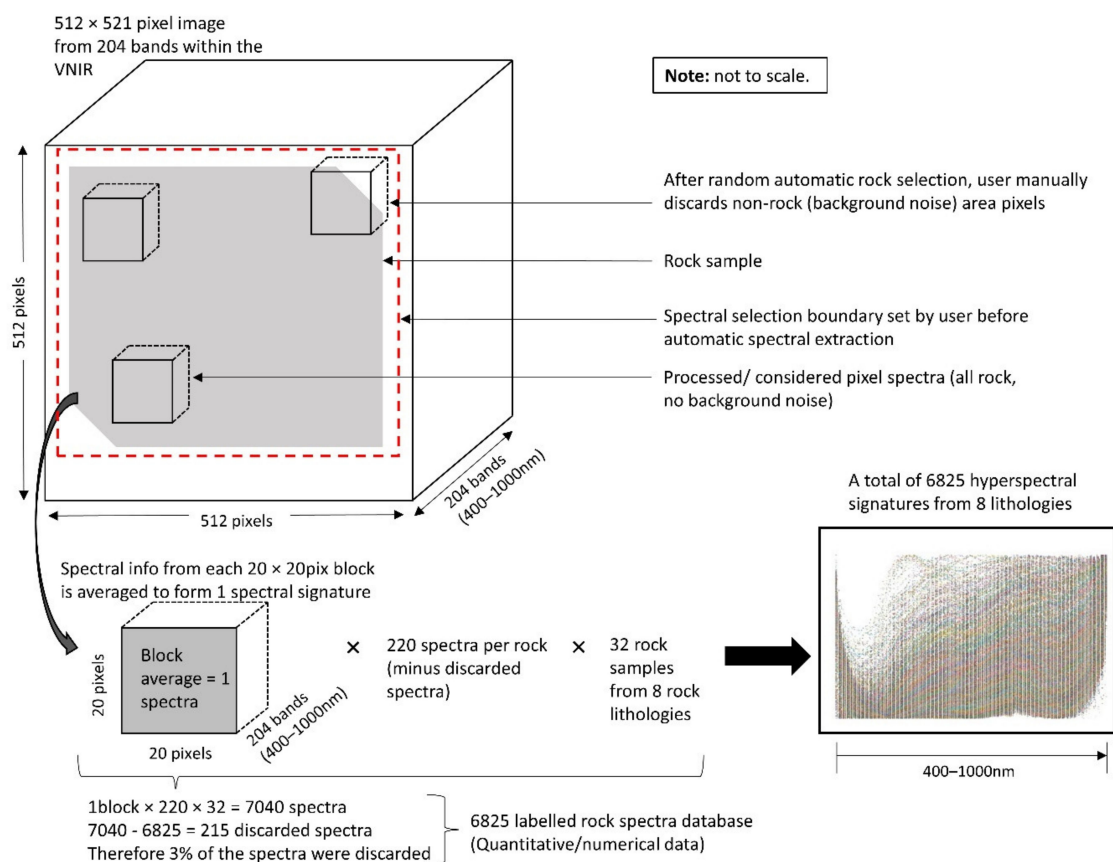 512 × 521 pixel image
from 204 bands within the
VNIR
Note: not to scale.
After random automatic rock selection, user manually
discards non-rock (background noise) area pixels
Rock sample
Spectral selection boundary set by user before
automatic spectral extraction
Processed/ considered pixel spectra (all rock,
no background noise)
512 pixels
512 pixels
204 bands
(400–1000nm)
A total of 6825 hyperspectral
signatures from 8 lithologies
Spectral info from each 20 × 20pix block
is averaged to form 1 spectral signature
Block
average = 1
spectra
20 pixels
20 pixels
204 bands
(400–1000nm)
×
220 spectra per rock
(minus discarded
spectra)
×
32 rock
samples
from 8 rock
lithologies
400–1000nm
1block × 220 × 32 = 7040 spectra
7040 - 6825 = 215 discarded spectra
Therefore 3% of the spectra were discarded
6825 labelled rock spectra database
(Quantitative/numerical data)